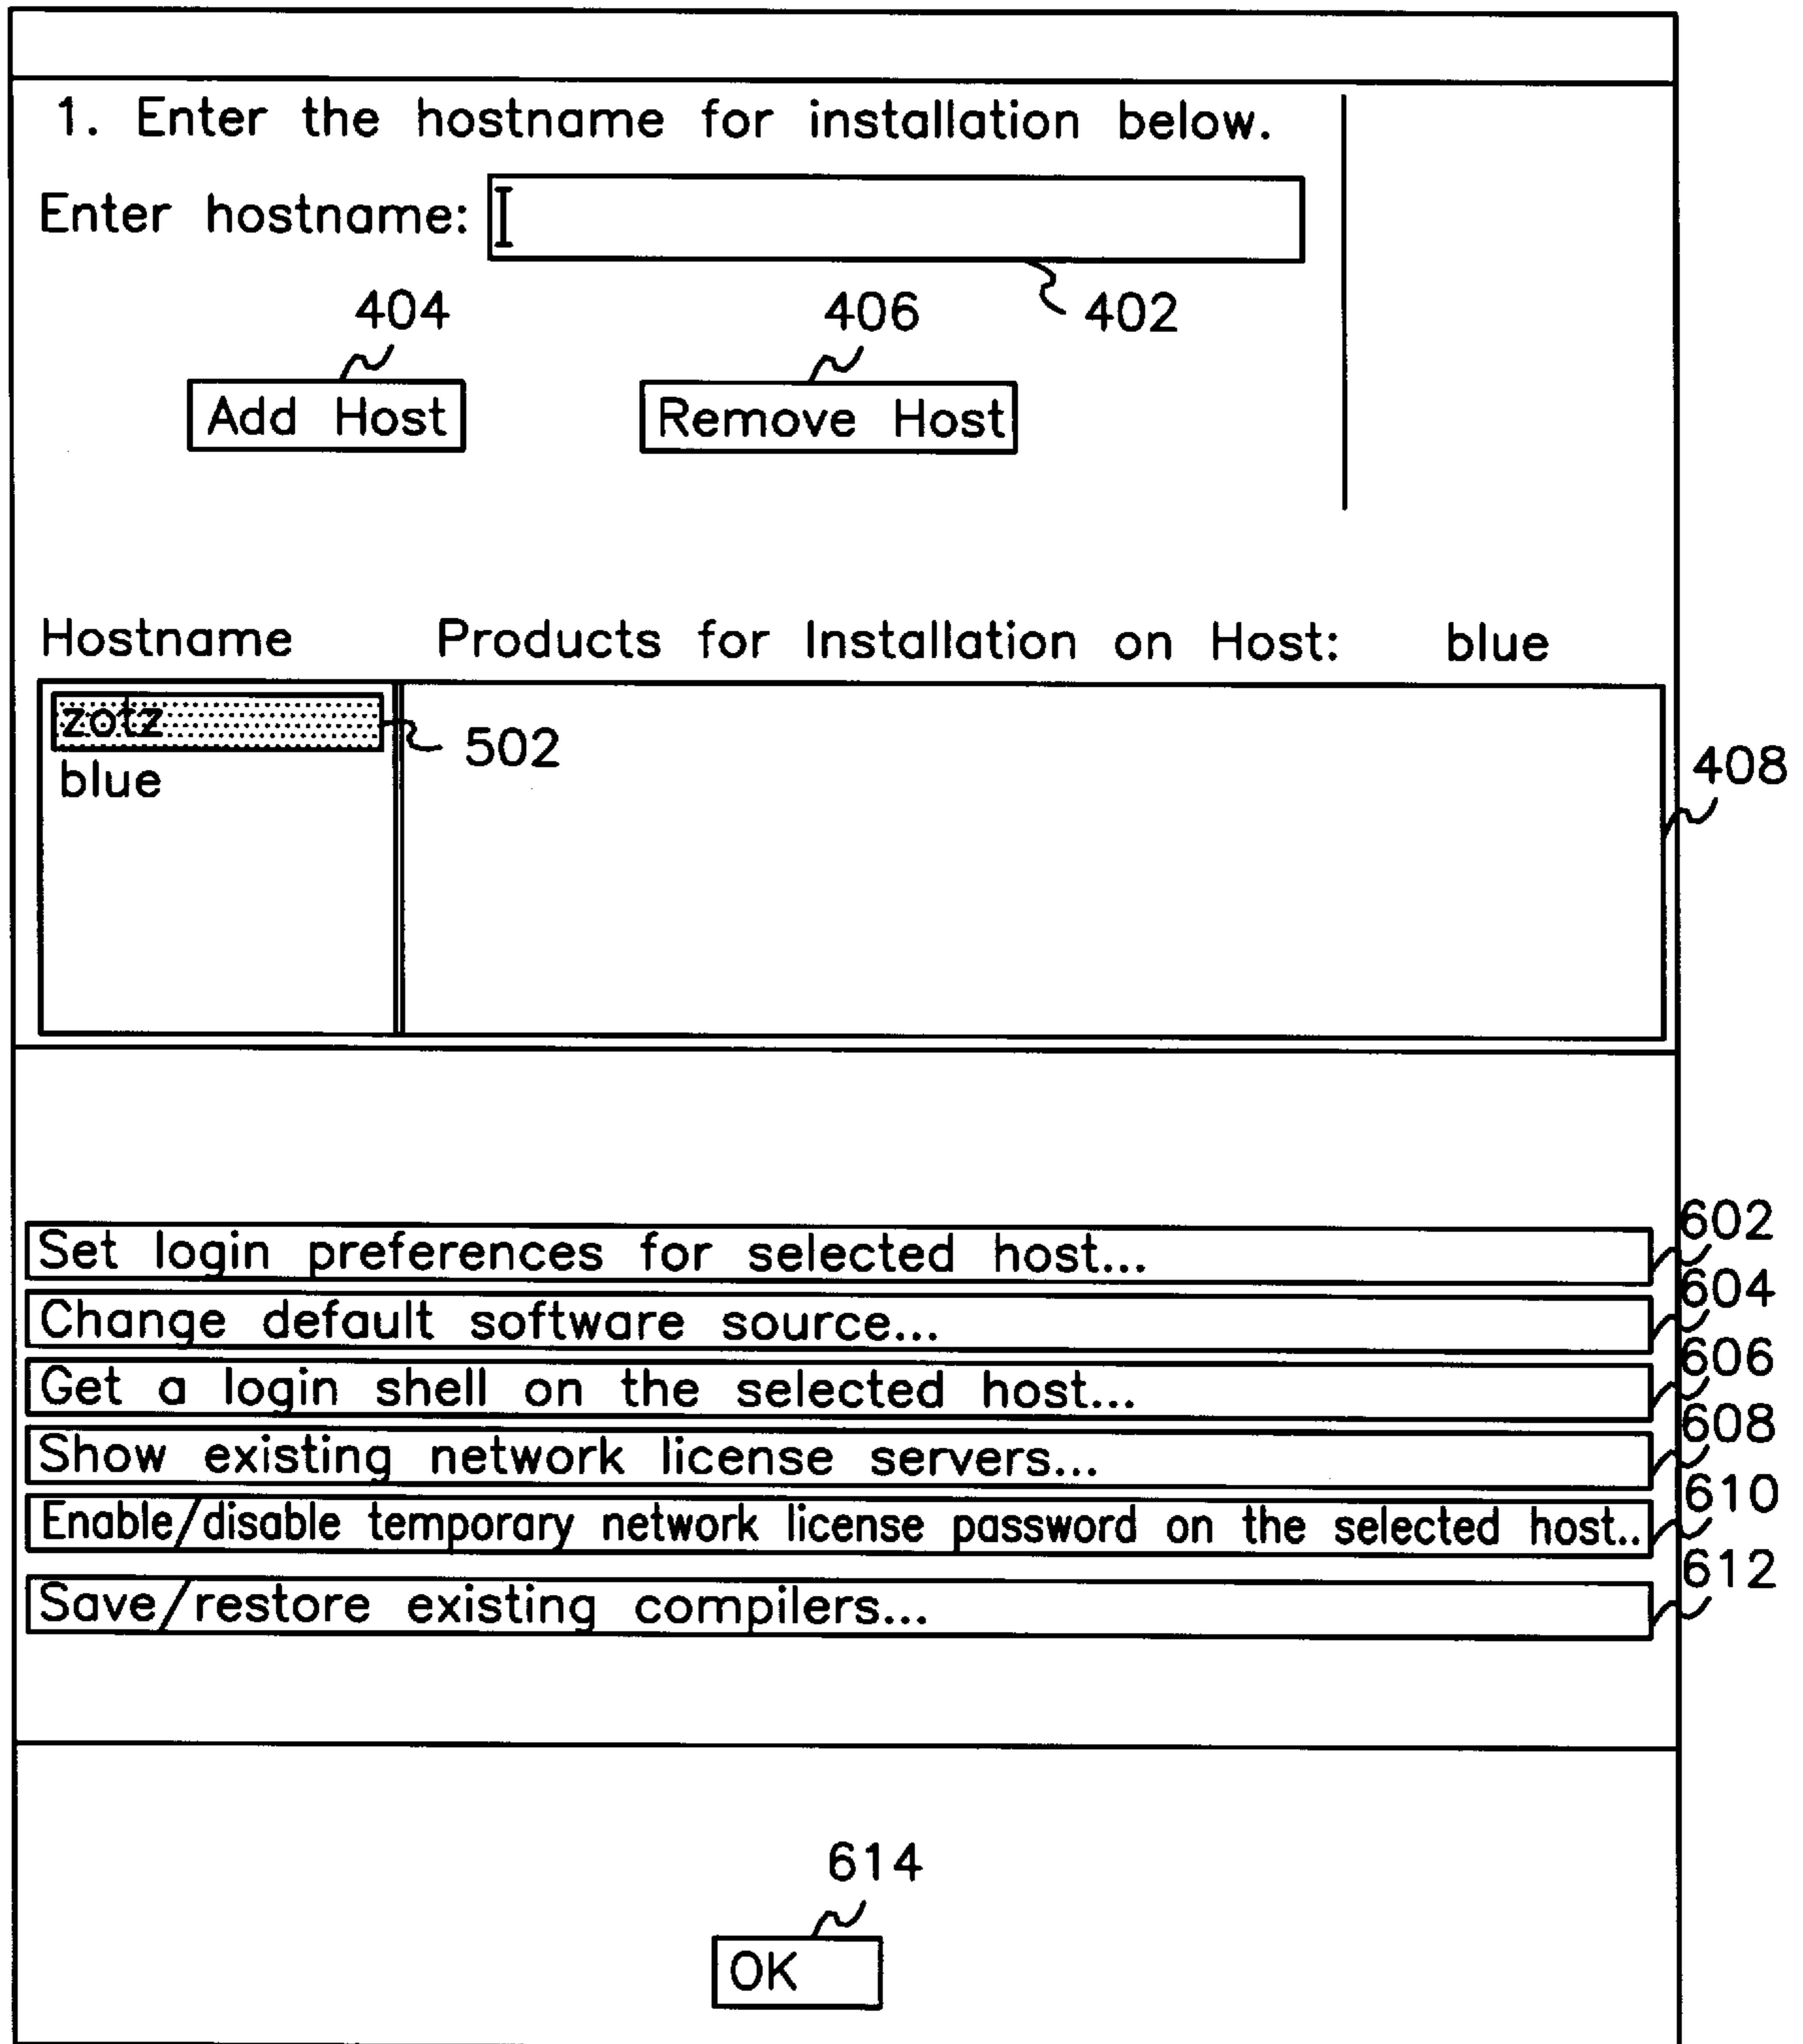 1. Enter the hostname for installation below.
Enter hostname:
402
404
406
Add Host
Remove Host
Hostname
Products for Installation on Host: blue
zotz
502
blue
408
602
Set login preferences for selected host...
604
Change default software source...
606
Get a login shell on the selected host...
608
Show existing network license servers...
610
Enable/disable temporary network license password on the selected host..
612
Save/restore existing compilers...
614
OK